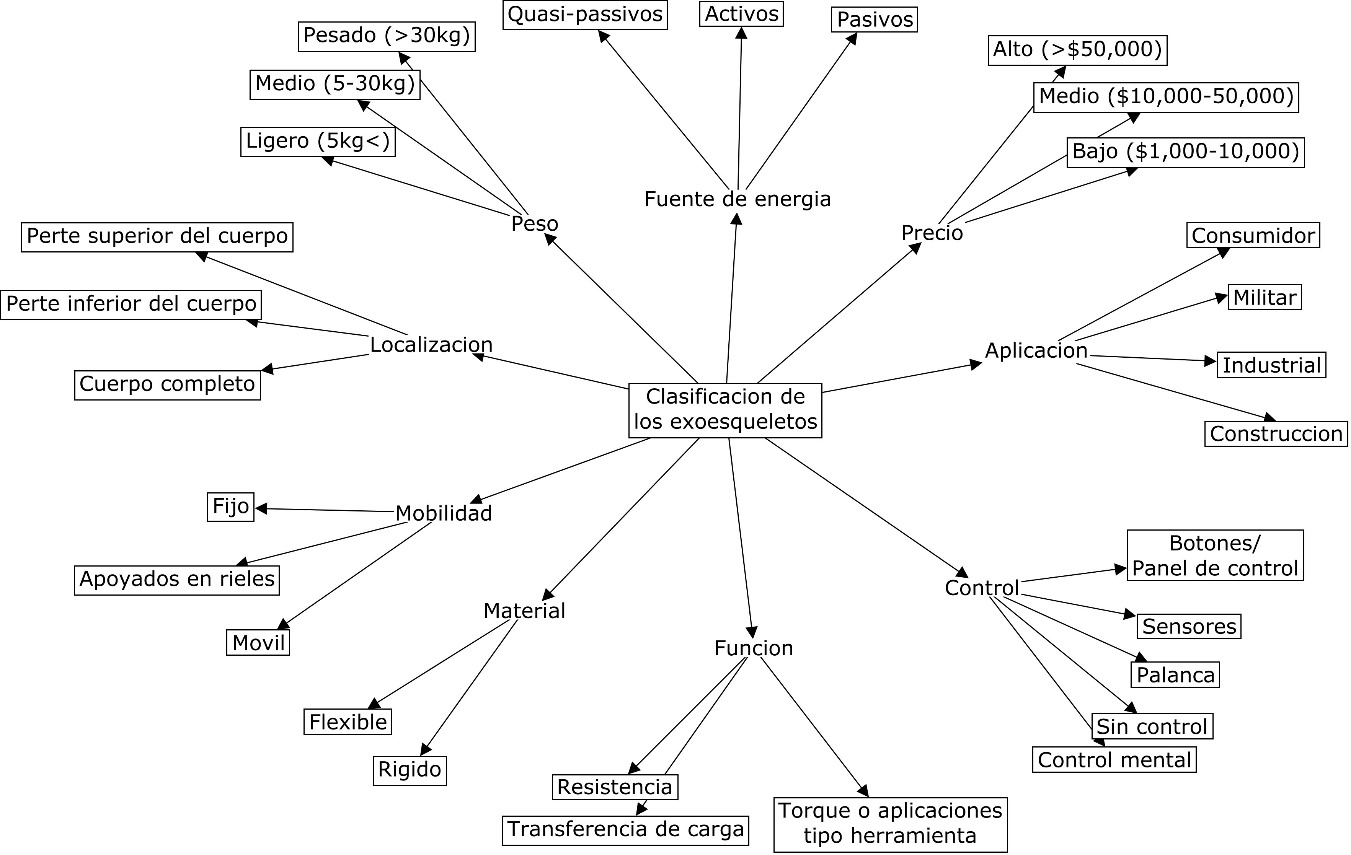 Quasi-passivos
Activos
Pasivos
Pesado (>30kg)
Medio (5-30kg)
Ligero (5kg<)
Alto (>$50,000)
Medio ($10,000-50,000)
Bajo ($1,000-10,000)
Fuente de energia
Peso
Precio
Perte superior del cuerpo
Perte inferior del cuerpo
Cuerpo completo
Localizacion
Consumidor
Militar
Industrial
Construccion
Aplicacion
Clasificacion de
los exoesqueletos
Mobilidad
Fijo
Apoyados en rieles
Movil
Material
Flexible
Rigido
Funcion
Resistencia
Transferencia de carga
Torque o aplicaciones
tipo herramienta
Control
Botones/
Panel de control
Sensores
Palanca
Sin control
Control mental